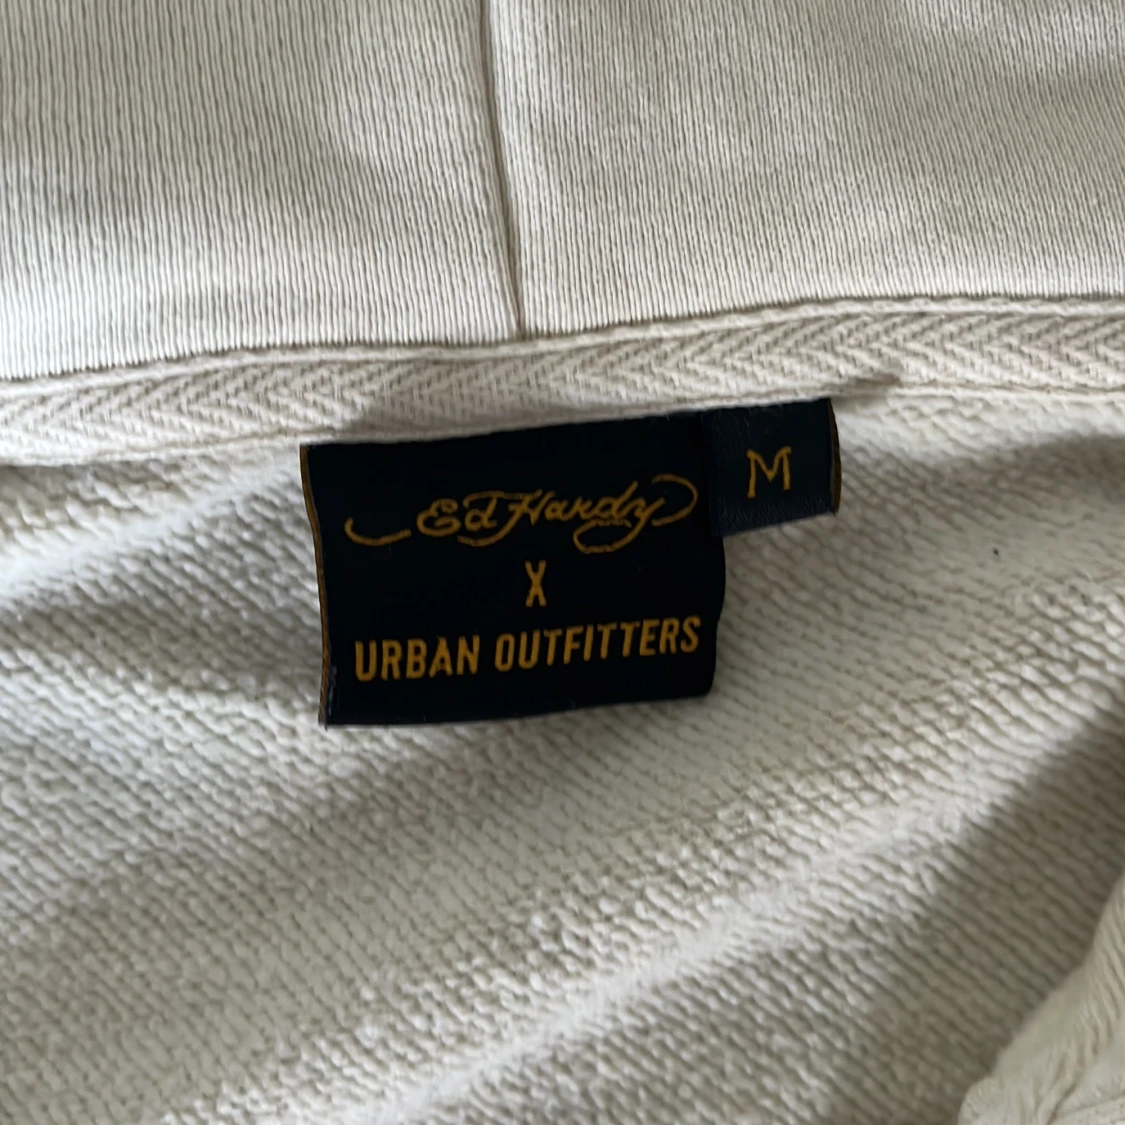 Ed Hardy
M
X
URBAN OUTFITTERS